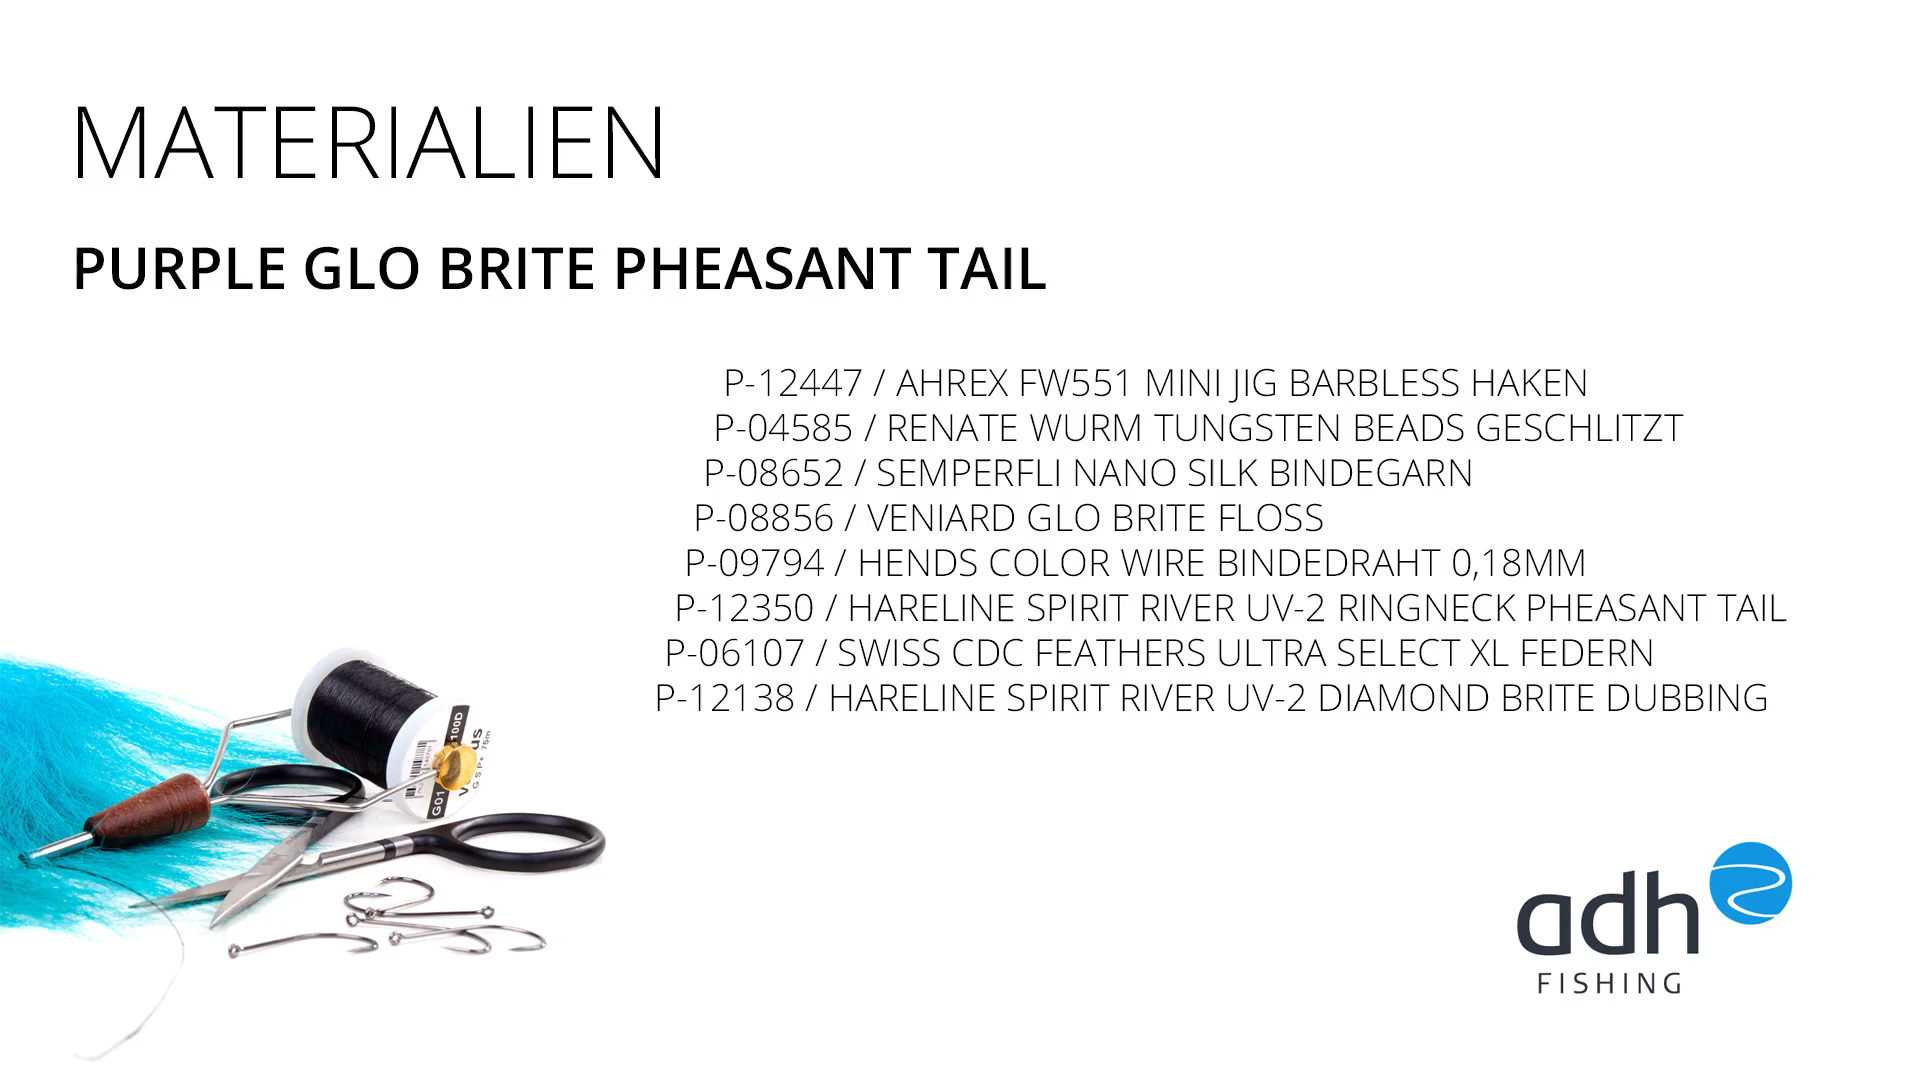 MATERIALIEN
PURPLE GLO BRITE PHEASANT TAIL
P-12447 / AHREX FW551 MINI JIG BARBLESS HAKEN
P-04585 / RENATE WURM TUNGSTEN BEADS GESCHLITZT
P-08652 / SEMPERFLI NANO SILK BINDEGARN
P-08856 / VENIARD GLO BRITE FLOSS
P-09794 / HENDS COLOR WIRE BINDEDRAHT 0,18MM
P-12350 / HARELINE SPIRIT RIVER UV-2 RINGNECK PHEASANT TAIL
P-06107 / SWISS CDC FEATHERS ULTRA SELECT XL FEDERN
P-12138 / HARELINE SPIRIT RIVER UV-2 DIAMOND BRITE DUBBING
100D
G01
G.S.P+ 75m
adh
FISHING